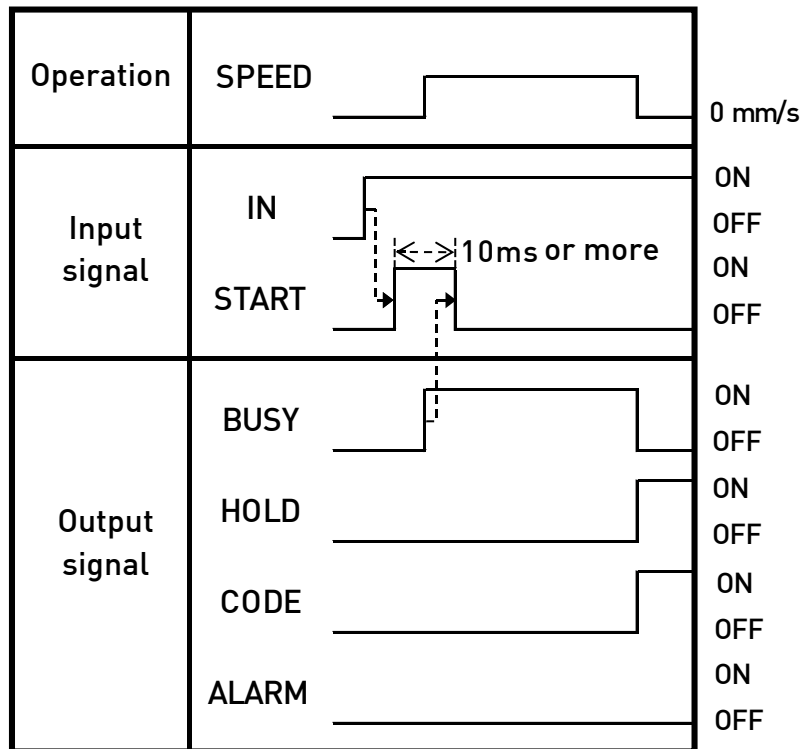 Operation
SPEED
0 mm/s
Input
signal
IN
ON
OFF
10ms or more
START
ON
OFF
Output
signal
BUSY
ON
OFF
HOLD
ON
OFF
CODE
ON
OFF
ALARM
ON
OFF